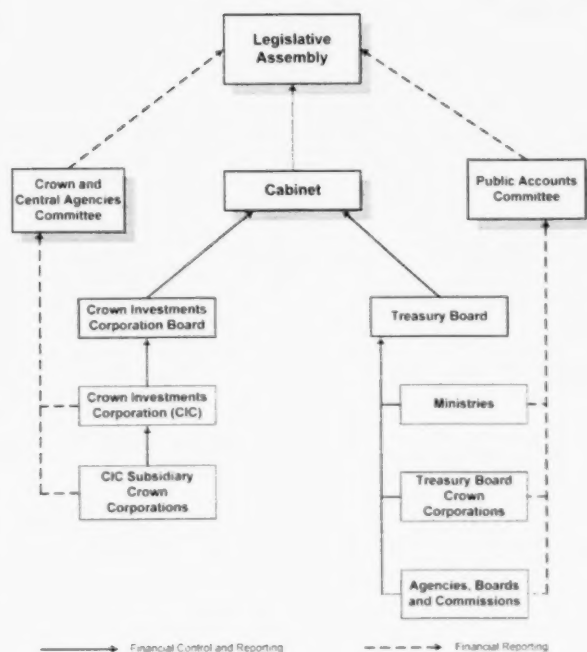 Legislative
Assembly
Crown and
Central Agencies
Committee
Cabinet
Public Accounts
Committee
Crown Investments
Corporation Board
Treasury Board
Crown Investments
Corporation (CIC)
Ministries
CIC Subsidiary
Crown
Corporations
Treasury Board
Crown
Corporations
Agencies, Boards
and Commissions
Financial Control and Reporting
Financial Reporting